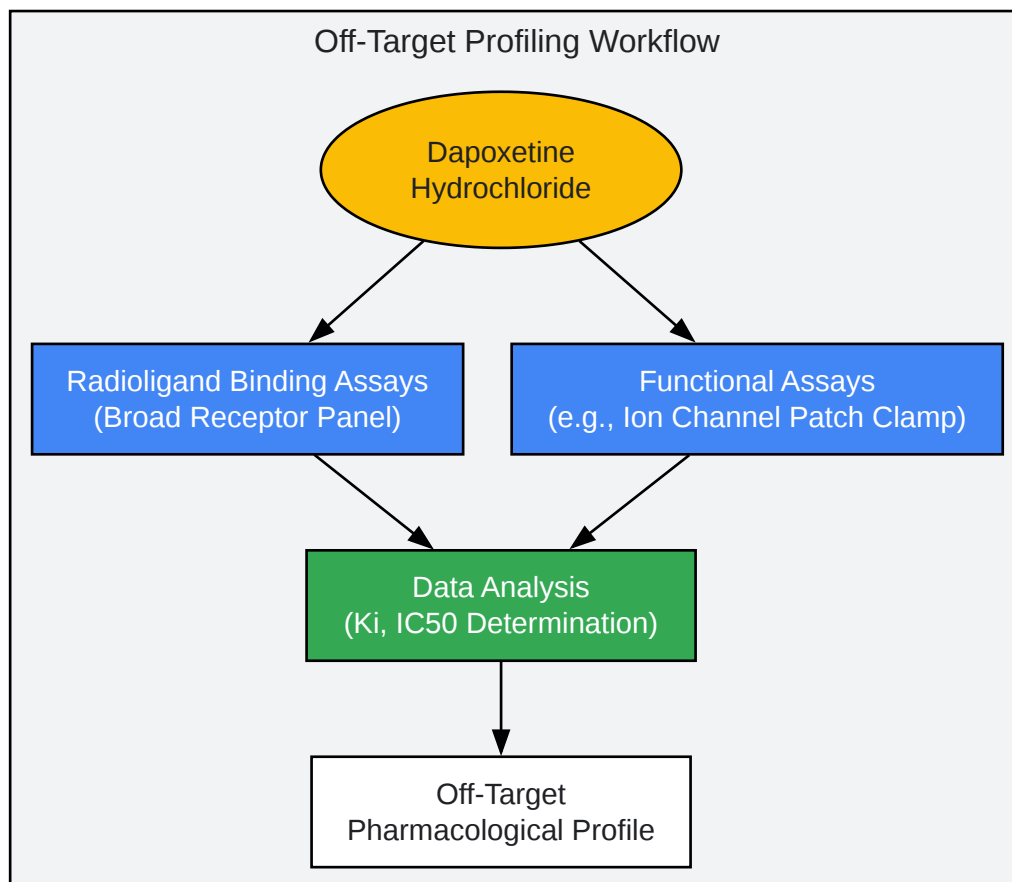 Off-Target Profiling Workflow
Dapoxetine
Hydrochloride
Radioligand Binding Assays
(Broad Receptor Panel)
Functional Assays
(e.g., Ion Channel Patch Clamp)
Data Analysis
(Ki, IC50 Determination)
Off-Target
Pharmacological Profile